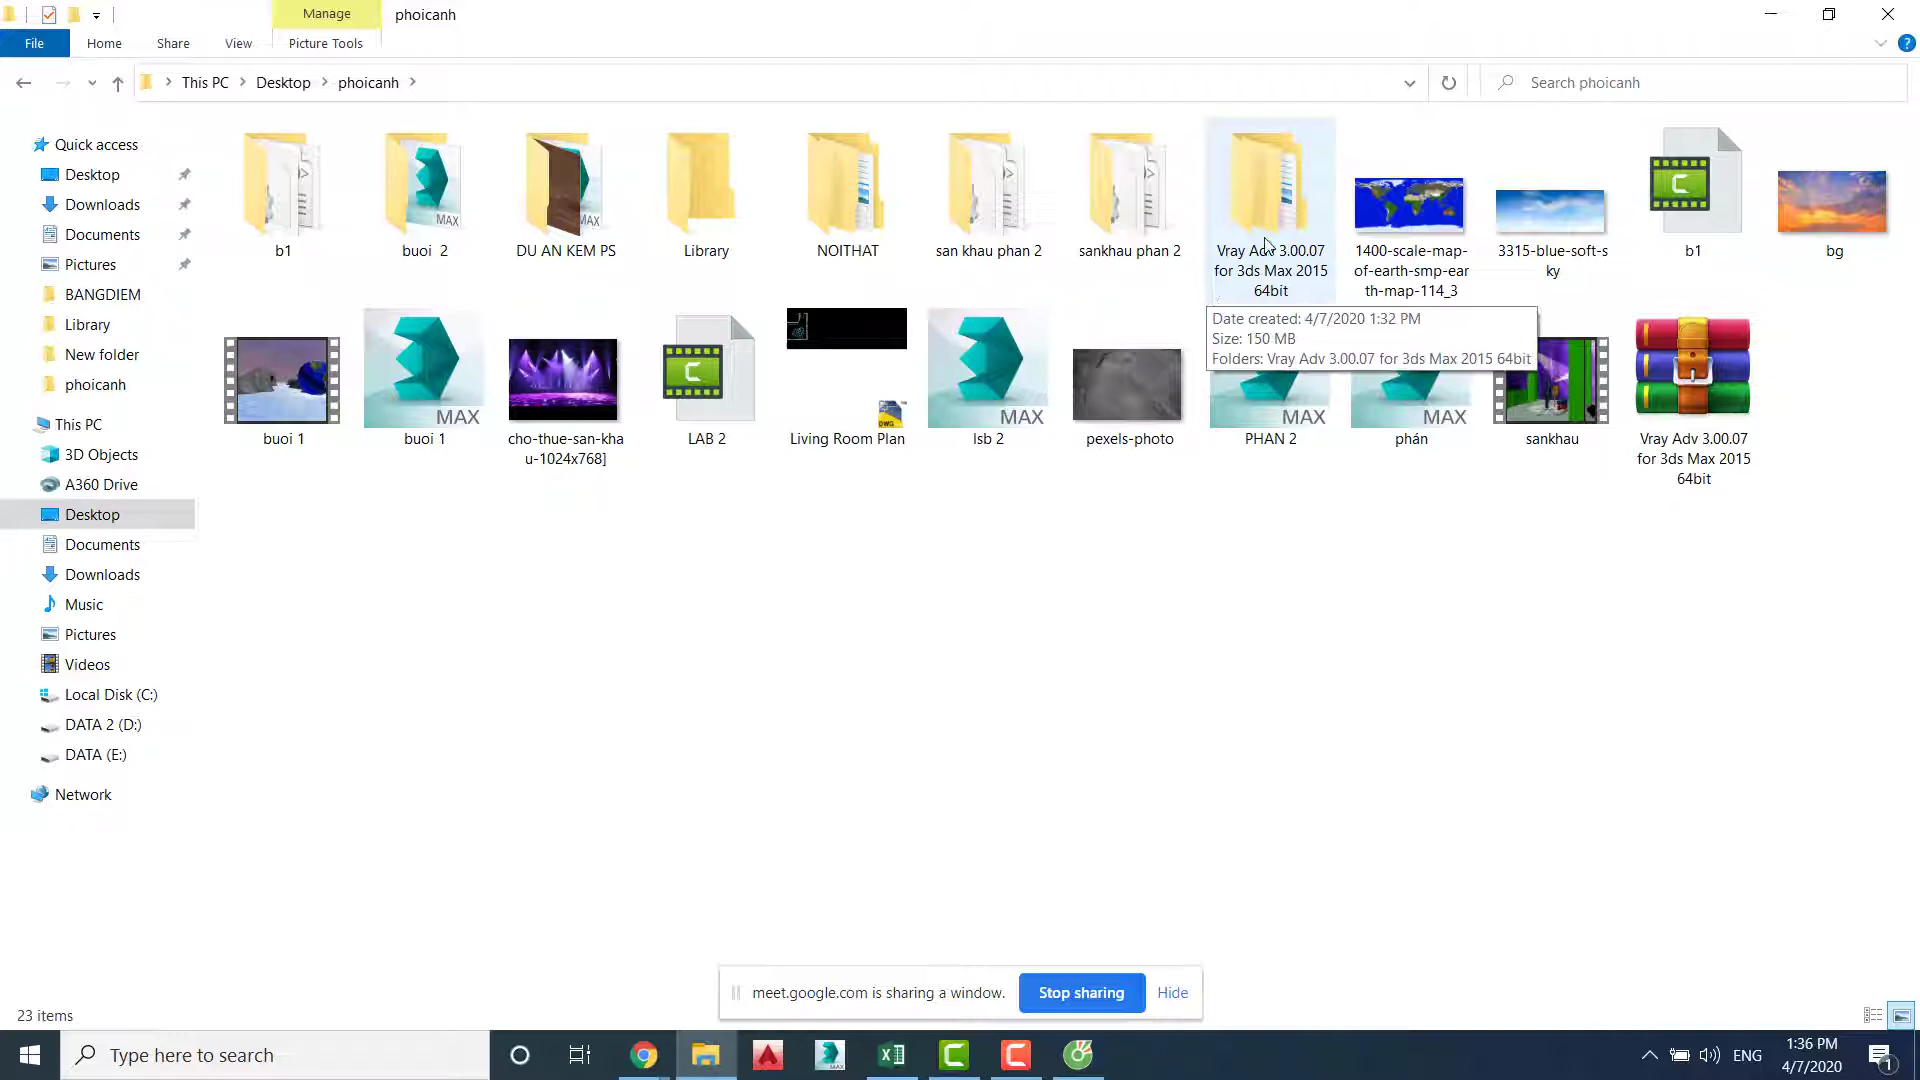 Manage
phoicanh
File
Home
Share
View
Picture Tools
This PC
Desktop
phoicanh
Search phoicanh
Quick access
Desktop
Downloads
Documents
Pictures
BANGDIEM
Library
New folder
phoicanh
This PC
3D Objects
A360 Drive
Desktop
Documents
Downloads
Music
Pictures
Videos
Local Disk (C:)
DATA 2 (D:)
DATA (E:)
Network
b1
buoi 2
DU AN KEM PS
Library
NOITHAT
san khau phan 2
sankhau phan 2
Vray Adv 3.00.07
for 3ds Max 2015
64bit
1400-scale-map-
of-earth-smp-ear
th-map-114_3
3315-blue-soft-s
ky
b1
bg
Date created: 4/7/2020 1:32 PM
Size: 150 MB
Folders: Vray Adv 3.00.07 for 3ds Max 2015 64bit
MAX
MAX
MAX
MAX
MAX
MAX
DWG
buoi 1
buoi 1
cho-thue-san-kha
u-1024x768]
LAB 2
Living Room Plan
lsb 2
pexels-photo
PHAN 2
phán
sankhau
Vray Adv 3.00.07
for 3ds Max 2015
64bit
meet.google.com is sharing a window.
Stop sharing
Hide
23 items
Type here to search
ENG
1:36 PM
4/7/2020
1